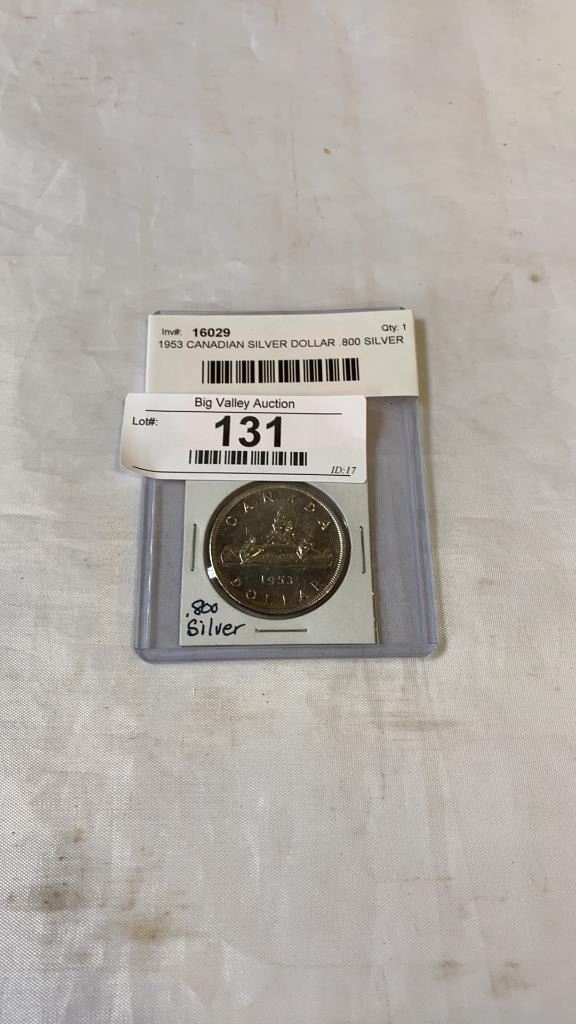 Inv#: 16029 Qty: 1
1953 CANADIAN SILVER DOLLAR .800 SILVER
Big Valley Auction
Lot#: 131
ID:17
CANADA
1953
DOLLAR
.800
Silver